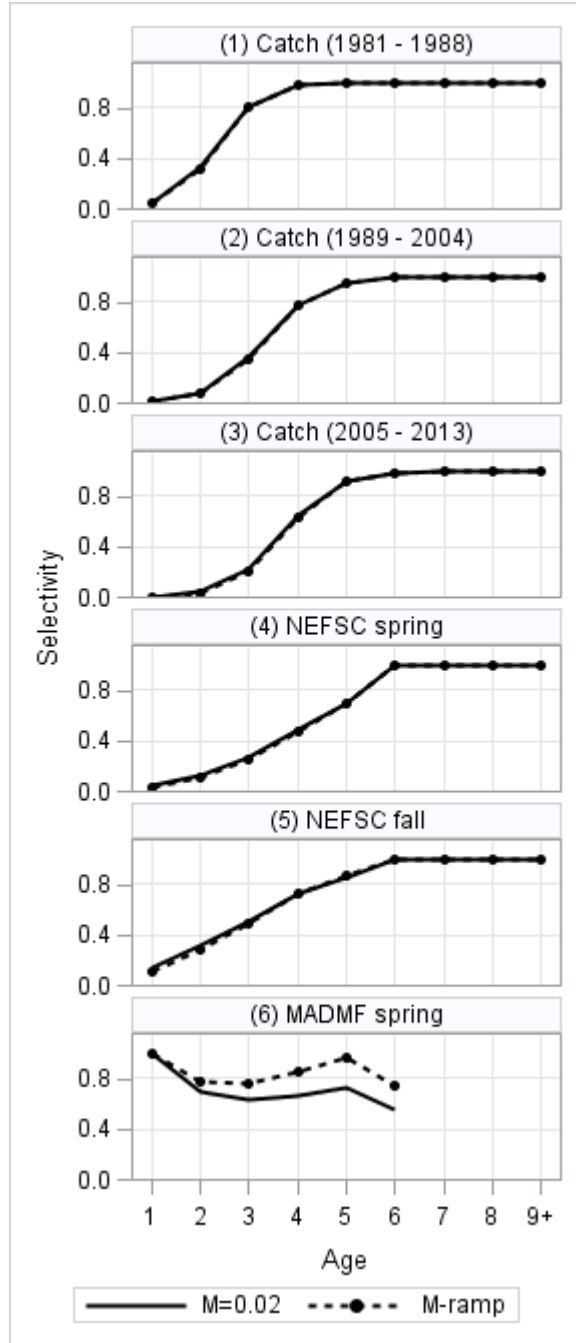 (1) Catch (1981 - 1988)
0.8
0.4
0.0
(2) Catch (1989 - 2004)
0.8
0.4
0.0
(3) Catch (2005 - 2013)
0.8
0.4
0.0
Selectivity
(4) NEFSC spring
0.8
0.4
0.0
(5) NEFSC fall
0.8
0.4
0.0
(6) MADMF spring
0.8
0.4
0.0
1 2 3 4 5 6 7 8 9+
Age
M=0.02 M-ramp